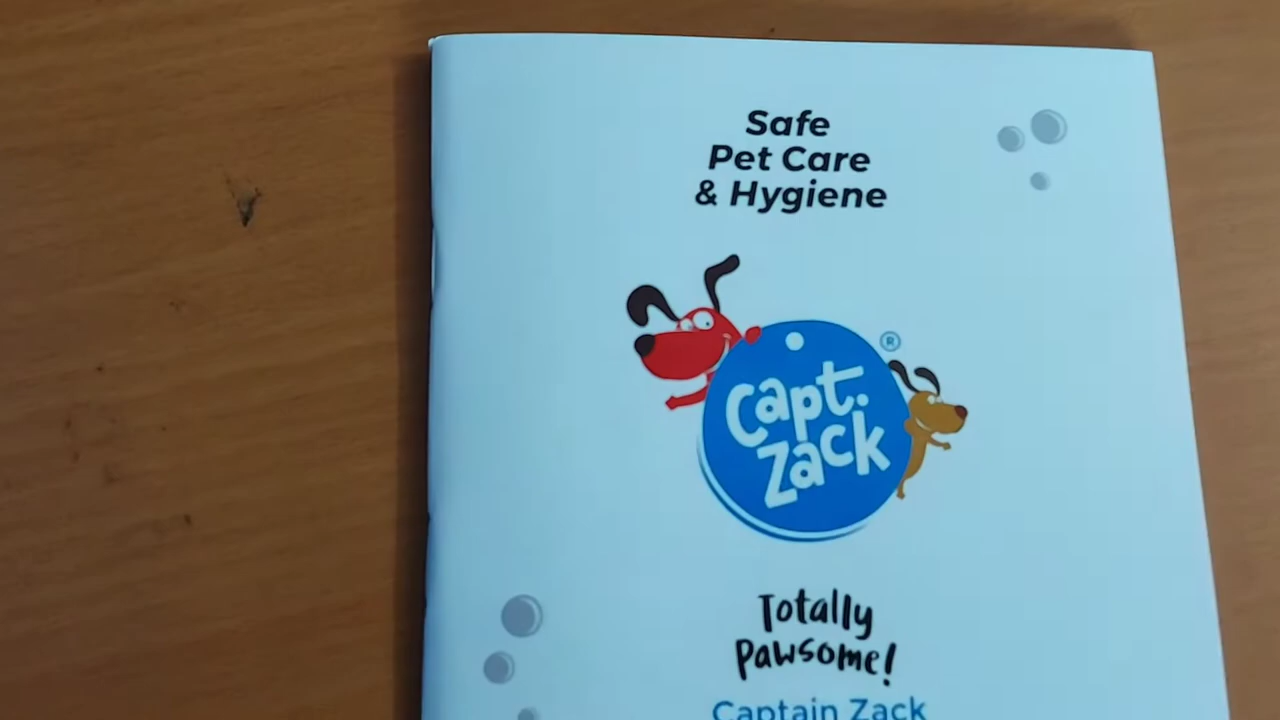 Safe
Pet Care
& Hygiene
®
Capt.
Zack
Totally
Pawsome!
Captain Zack